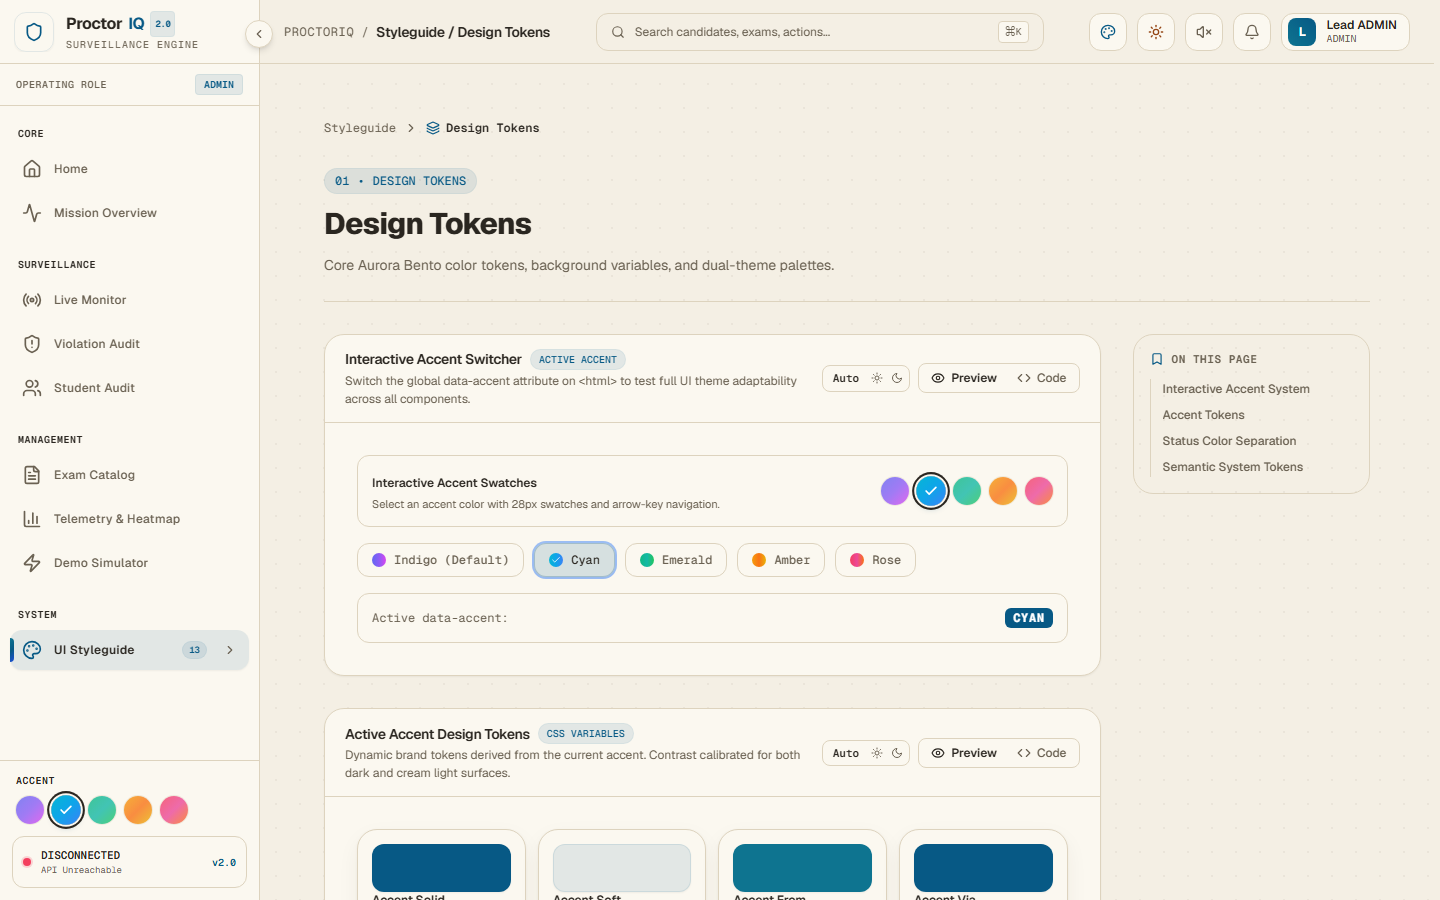 Proctor IQ 2.0
SURVEILLANCE ENGINE
OPERATING ROLE ADMIN
CORE
Home
Mission Overview
SURVEILLANCE
Live Monitor
Violation Audit
Student Audit
MANAGEMENT
Exam Catalog
Telemetry & Heatmap
Demo Simulator
SYSTEM
UI Styleguide 13
ACCENT
DISCONNECTED
API Unreachable
v2.0
PROCTORIQ / Styleguide / Design Tokens
Search candidates, exams, actions...
⌘K
L
Lead ADMIN
ADMIN
Styleguide > Design Tokens
01 • DESIGN TOKENS
Design Tokens
Core Aurora Bento color tokens, background variables, and dual-theme palettes.
Interactive Accent Switcher ACTIVE ACCENT
Switch the global data-accent attribute on <html> to test full UI theme adaptability
across all components.
Auto
Preview
Code
Interactive Accent Swatches
Select an accent color with 28px swatches and arrow-key navigation.
Indigo (Default)
Cyan
Emerald
Amber
Rose
Active data-accent:
CYAN
Active Accent Design Tokens CSS VARIABLES
Dynamic brand tokens derived from the current accent. Contrast calibrated for both
dark and cream light surfaces.
Auto
Preview
Code
Accent Solid
Accent Soft
Accent From
Accent Via
ON THIS PAGE
Interactive Accent System
Accent Tokens
Status Color Separation
Semantic System Tokens